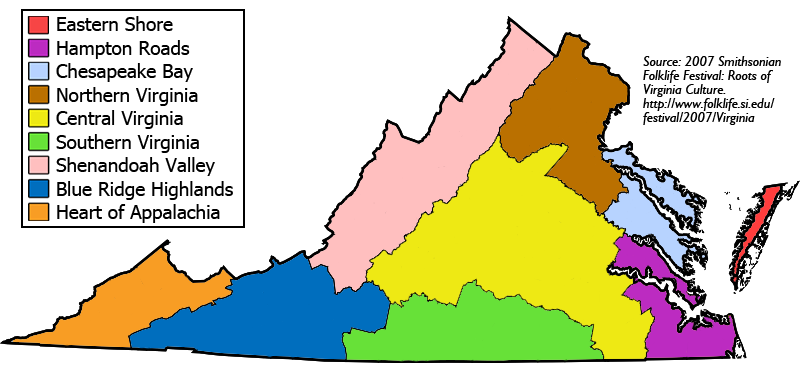 Eastern Shore
Hampton Roads
Chesapeake Bay
Northern Virginia
Central Virginia
Southern Virginia
Shenandoah Valley
Blue Ridge Highlands
Heart of Appalachia
Source: 2007 Smithsonian
Folklife Festival: Roots of
Virginia Culture.
http://www.folklife.si.edu/
festival/2007/Virginia